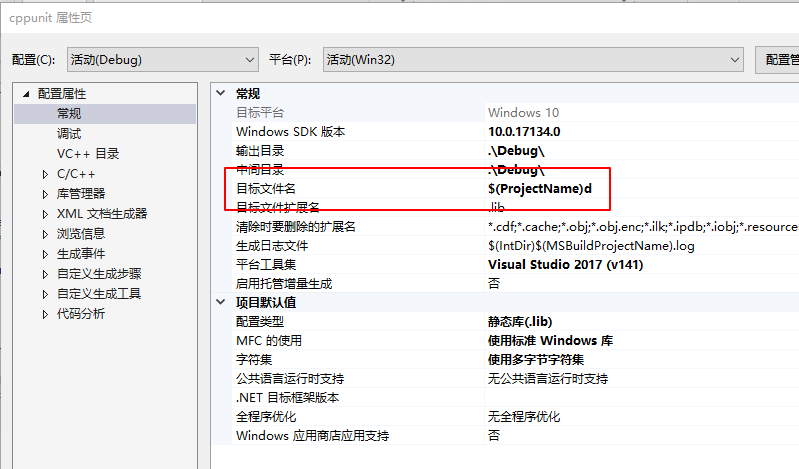 cppunit 属性页
配置(C): 活动(Debug) 平台(P): 活动(Win32) 配置管
配置属性
常规
调试
VC++ 目录
C/C++
库管理器
XML 文档生成器
浏览信息
生成事件
自定义生成步骤
自定义生成工具
代码分析
常规
目标平台 Windows 10
Windows SDK 版本 10.0.17134.0
输出目录 .\Debug\
中间目录 .\Debug\
目标文件名 $(ProjectName)d
目标文件扩展名 .lib
清除时要删除的扩展名 *.cdf;*.cache;*.obj;*.obj.enc;*.ilk;*.ipdb;*.iobj;*.resource
生成日志文件 $(IntDir)$(MSBuildProjectName).log
平台工具集 Visual Studio 2017 (v141)
启用托管增量生成 否
项目默认值
配置类型 静态库(.lib)
MFC 的使用 使用标准 Windows 库
字符集 使用多字节字符集
公共语言运行时支持 无公共语言运行时支持
.NET 目标框架版本
全程序优化 无全程序优化
Windows 应用商店应用支持 否